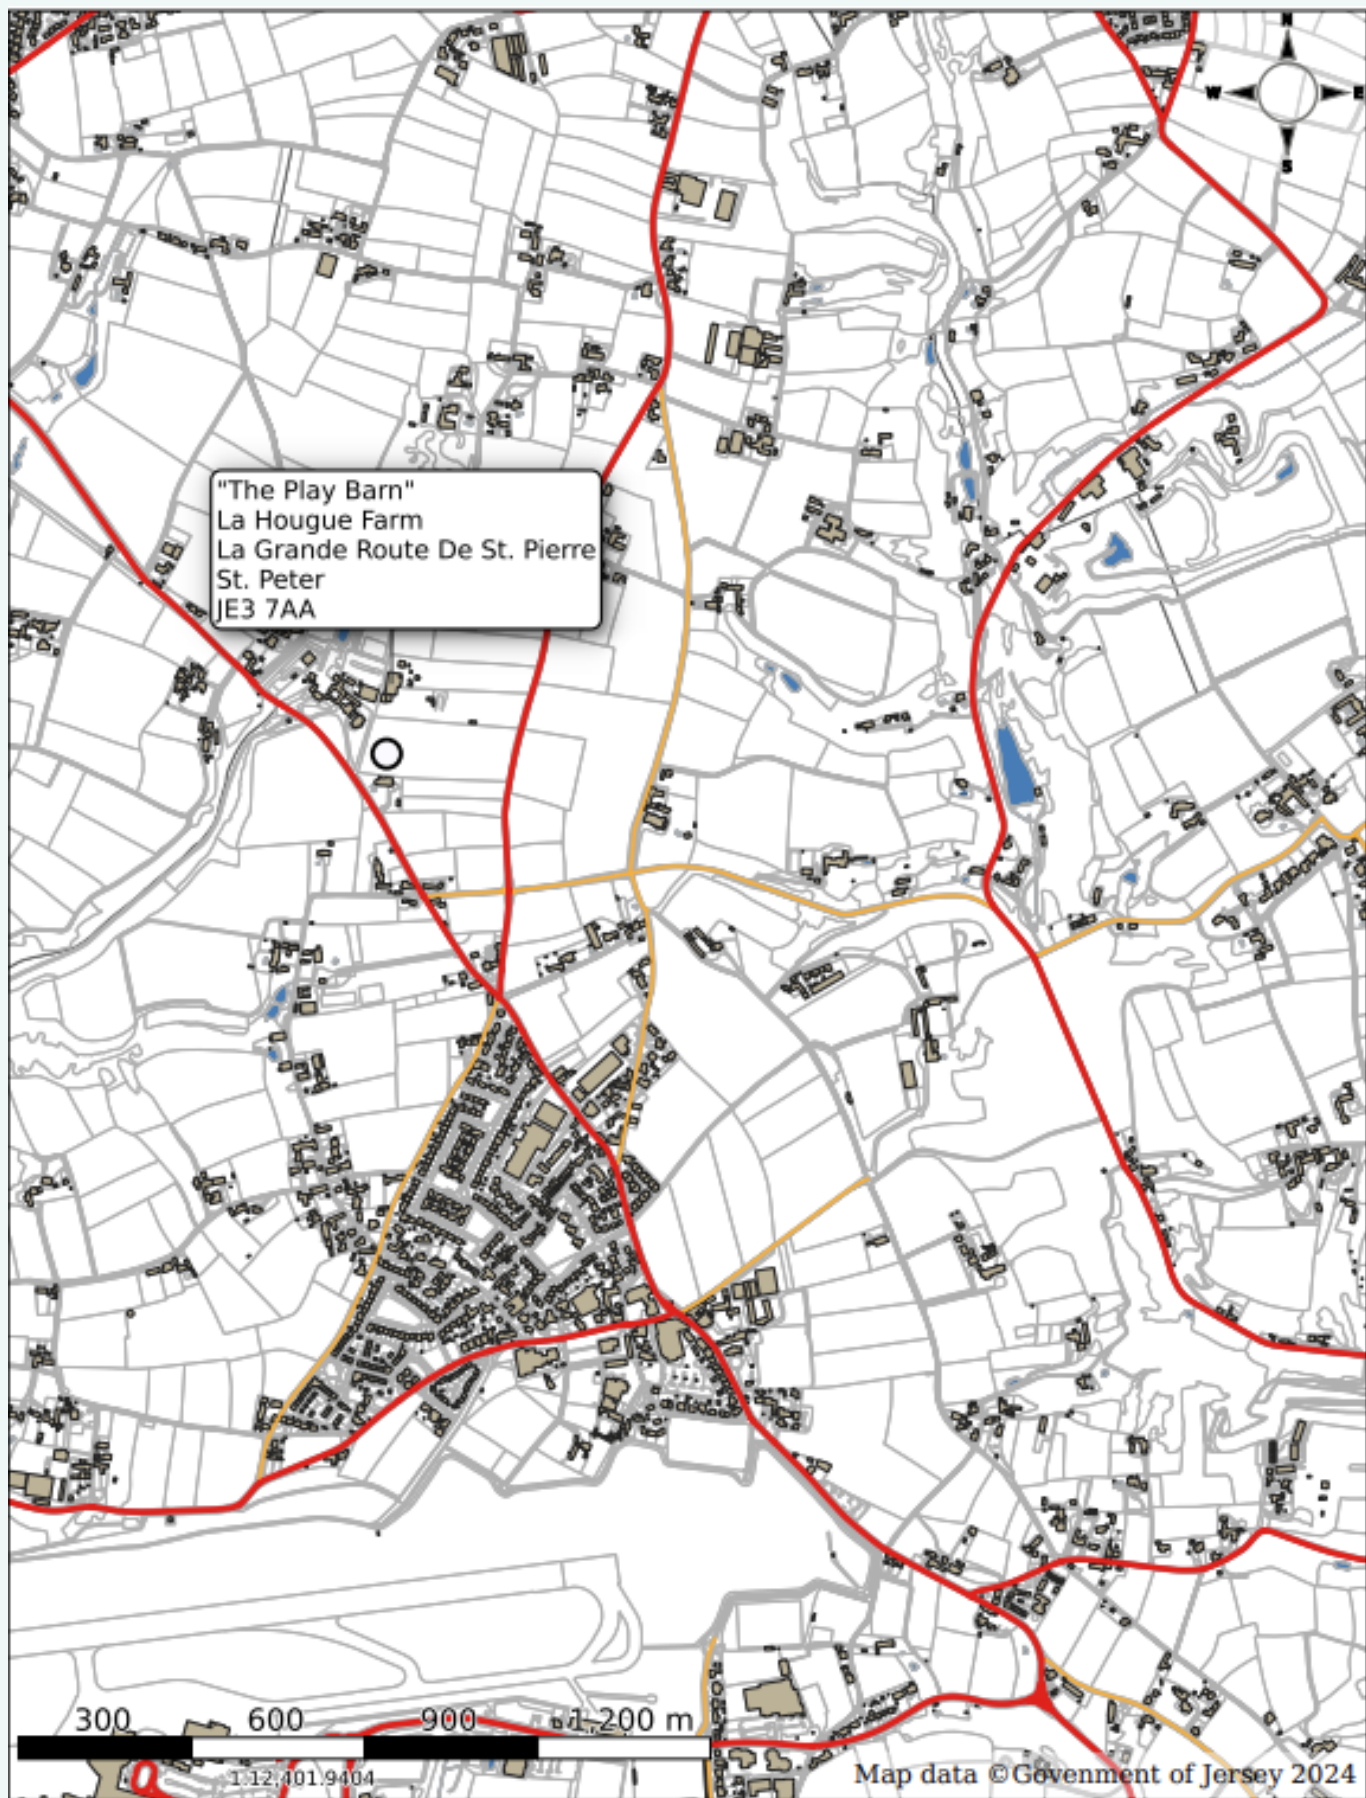 N
W
E
S
"The Play Barn"
La Hougue Farm
La Grande Route De St. Pierre
St. Peter
JE3 7AA
300 600 900 1,200 m
1:12,401.9404
Map data ©Govenment of Jersey 2024